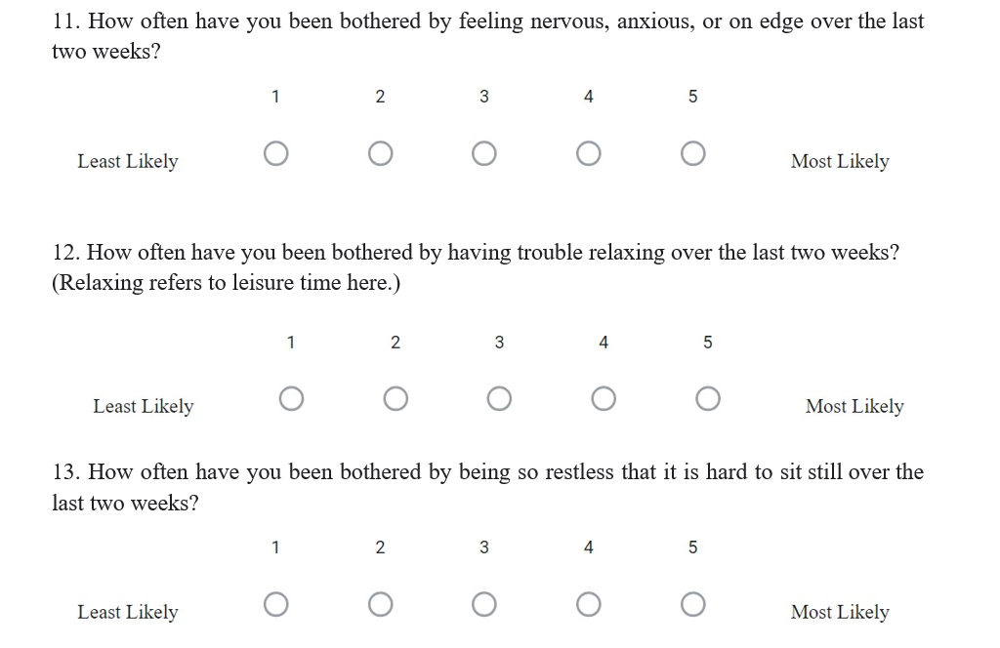 11. How often have you been bothered by feeling nervous, anxious, or on edge over the last
two weeks?
1 2 3 4 5
Least Likely Most Likely
12. How often have you been bothered by having trouble relaxing over the last two weeks?
(Relaxing refers to leisure time here.)
1 2 3 4 5
Least Likely Most Likely
13. How often have you been bothered by being so restless that it is hard to sit still over the
last two weeks?
1 2 3 4 5
Least Likely Most Likely